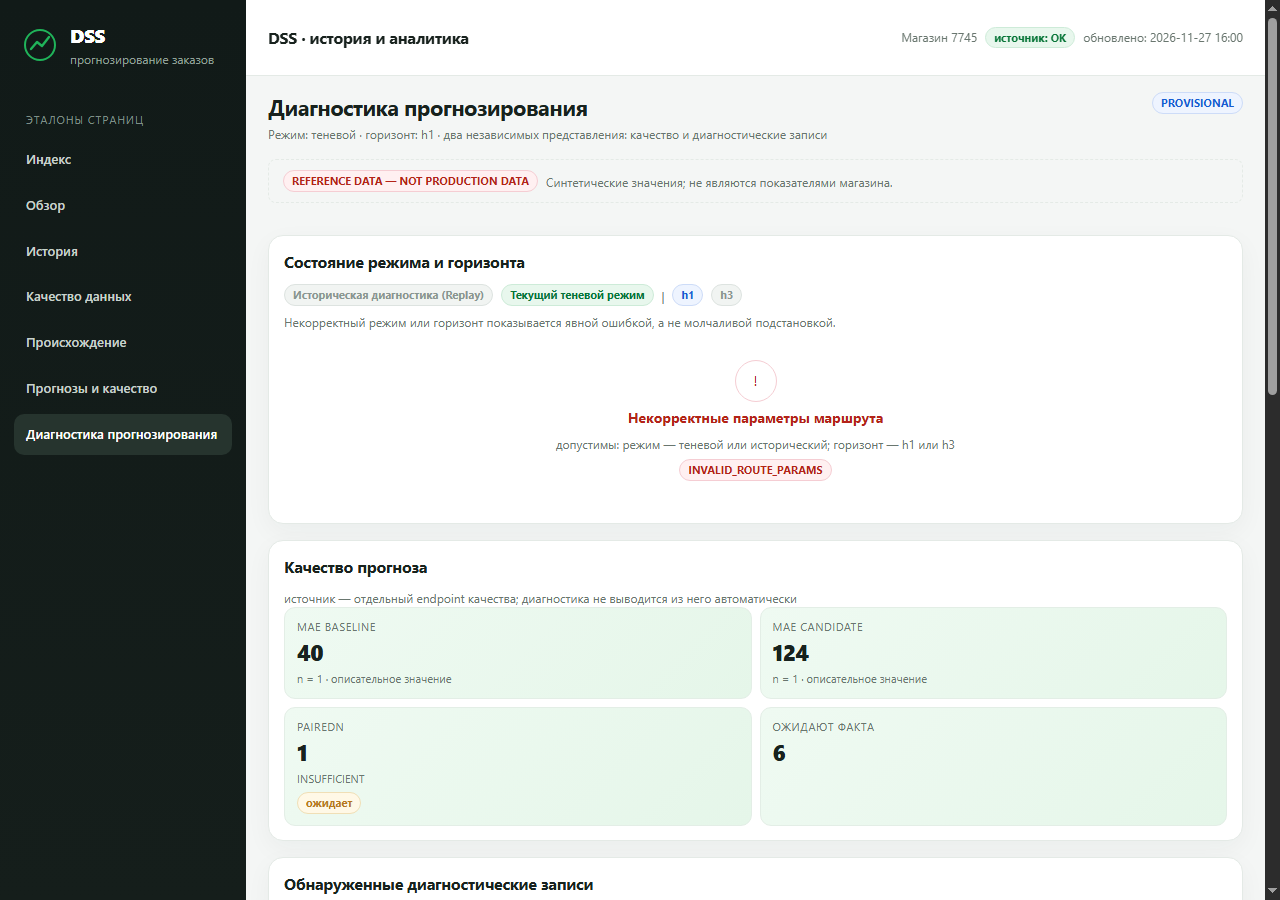 DSS
прогнозирование заказов
ЭТАЛОНЫ СТРАНИЦ
Индекс
Обзор
История
Качество данных
Происхождение
Прогнозы и качество
Диагностика прогнозирования
DSS · история и аналитика
Магазин 7745 источник: OK обновлено: 2026-11-27 16:00
Диагностика прогнозирования
PROVISIONAL
Режим: теневой · горизонт: h1 · два независимых представления: качество и диагностические записи
REFERENCE DATA — NOT PRODUCTION DATA Синтетические значения; не являются показателями магазина.
Состояние режима и горизонта
Историческая диагностика (Replay) Текущий теневой режим | h1 h3
Некорректный режим или горизонт показывается явной ошибкой, а не молчаливой подстановкой.
!
Некорректные параметры маршрута
допустимы: режим — теневой или исторический; горизонт — h1 или h3
INVALID_ROUTE_PARAMS
Качество прогноза
источник — отдельный endpoint качества; диагностика не выводится из него автоматически
MAE BASELINE
40
n = 1 · описательное значение
MAE CANDIDATE
124
n = 1 · описательное значение
PAIREDN
1
INSUFFICIENT
ожидает
ОЖИДАЮТ ФАКТА
6
Обнаруженные диагностические записи